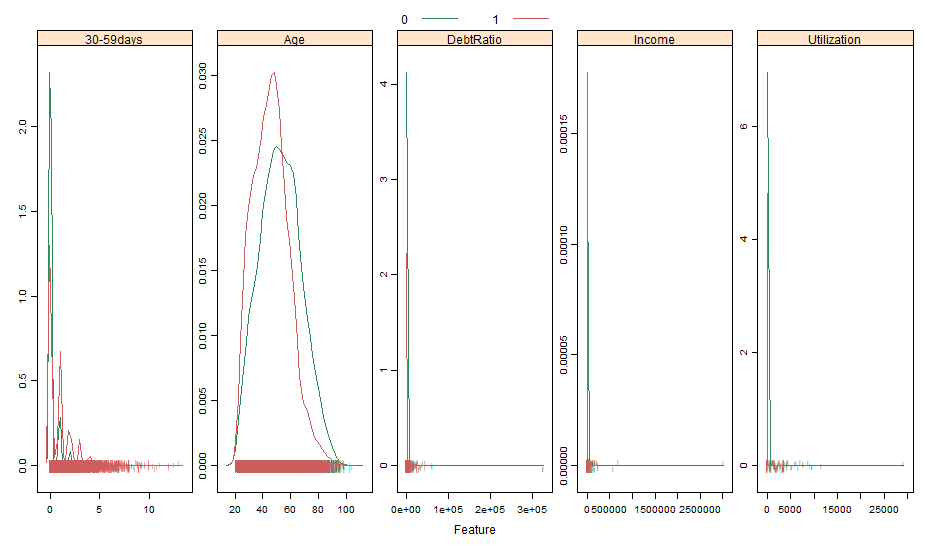 0 1
30-59days Age DebtRatio Income Utilization
0.0 0.5 1.0 1.5 2.0
0.000 0.005 0.010 0.015 0.020 0.025 0.030
0 1 2 3 4
0.00000 0.00005 0.00010 0.00015
0 2 4 6
0 5 10
20 40 60 80 100
0e+00 1e+05 2e+05 3e+05
0 500000 1500000 2500000
0 5000 15000 25000
Feature